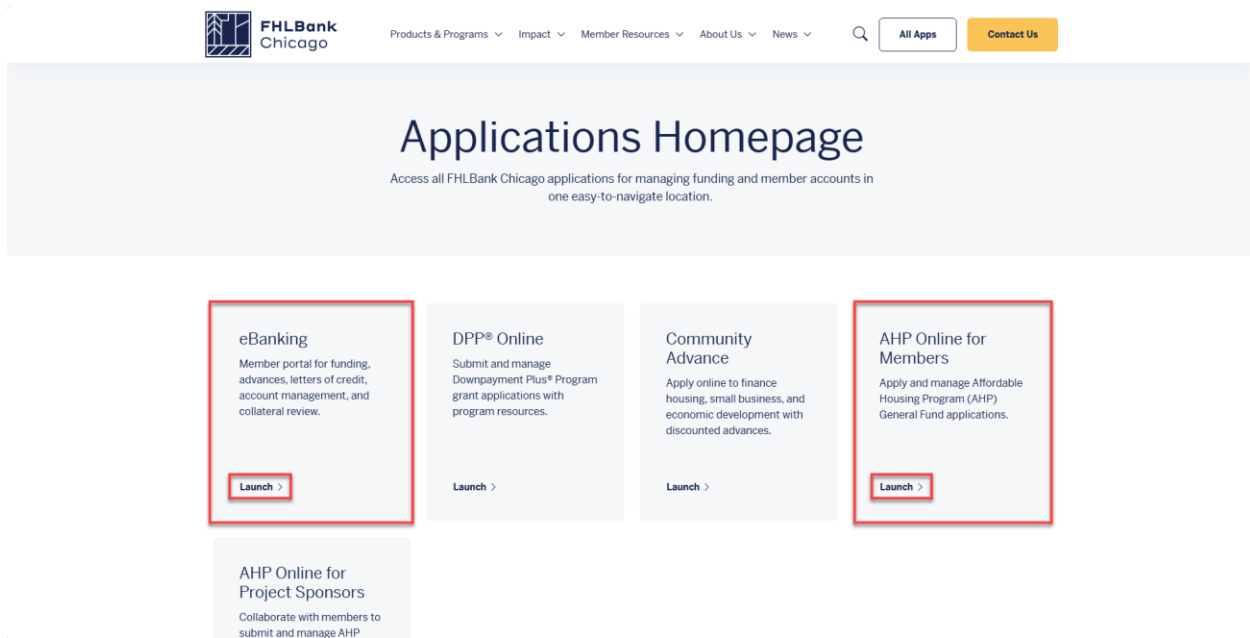 FHLBank
Chicago
Products & Programs Impact Member Resources About Us News All Apps Contact Us
Applications Homepage
Access all FHLBank Chicago applications for managing funding and member accounts in
one easy-to-navigate location.
eBanking
Member portal for funding,
advances, letters of credit,
account management, and
collateral review.
Launch >
DPP® Online
Submit and manage
Downpayment Plus® Program
grant applications with
program resources.
Launch >
Community
Advance
Apply online to finance
housing, small business, and
economic development with
discounted advances.
Launch >
AHP Online for
Members
Apply and manage Affordable
Housing Program (AHP)
General Fund applications.
Launch >
AHP Online for
Project Sponsors
Collaborate with members to
submit and manage AHP